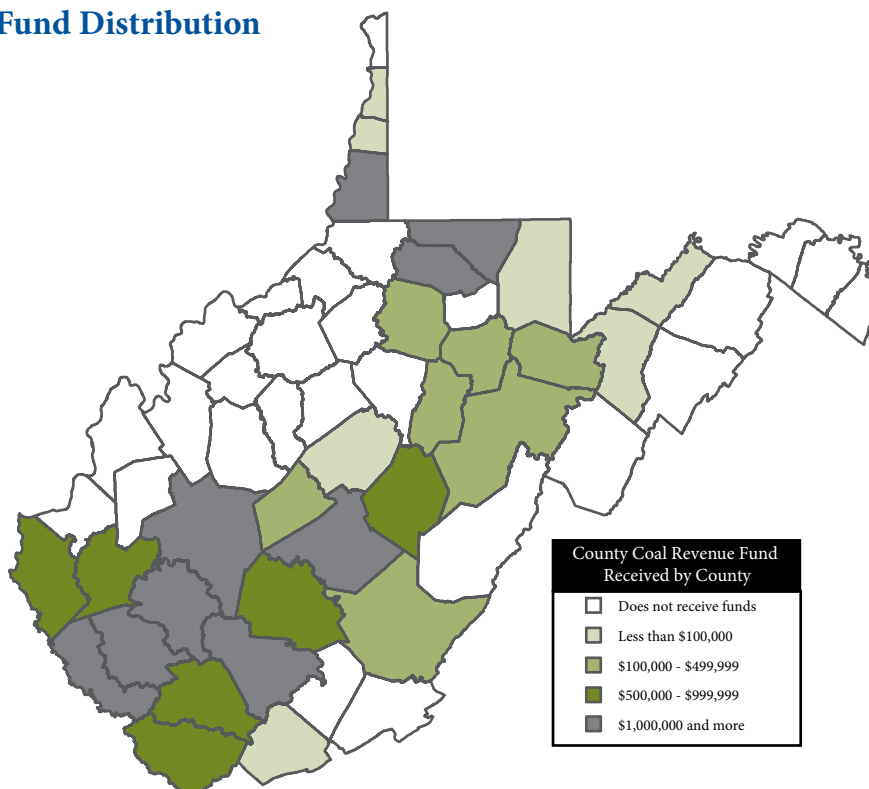 Fund Distribution
County Coal Revenue Fund
Received by County
Does not receive funds
Less than $100,000
$100,000 - $499,999
$500,000 - $999,999
$1,000,000 and more